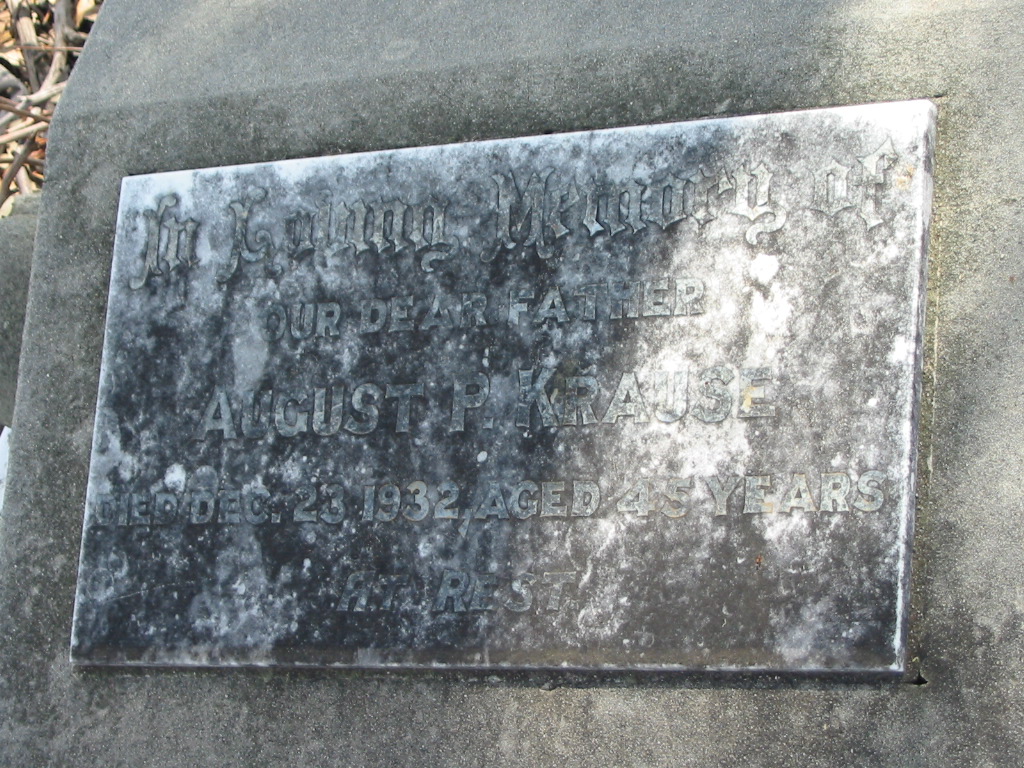 In Loving Memory of
OUR DEAR FATHER
AUGUST P. KRAUSE
DIED DEC. 23 1932, AGED 45 YEARS
AT REST